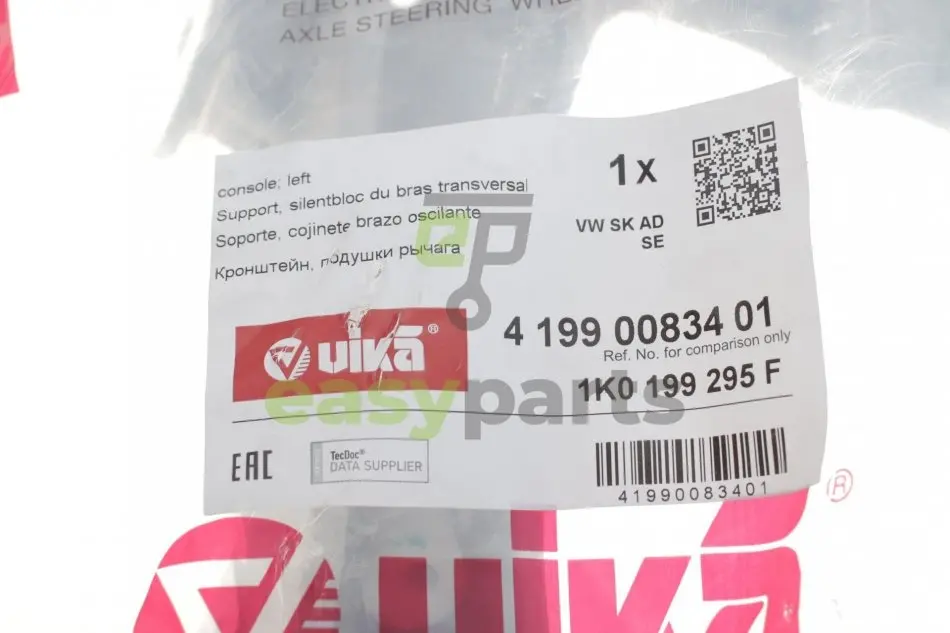 AXLE STEERING
console; left
Support, silentbloc du bras transversal
Soporte, cojinete brazo oscilante
Кронштейн, подушки рычага
1x
VW SK AD
SE
ep
4 199 00834 01
Ref. No. for comparison only
1K0 199 295 F
vika®
easyparts
EAC
TecDoc®
DATA SUPPLIER
41990083401
vika®